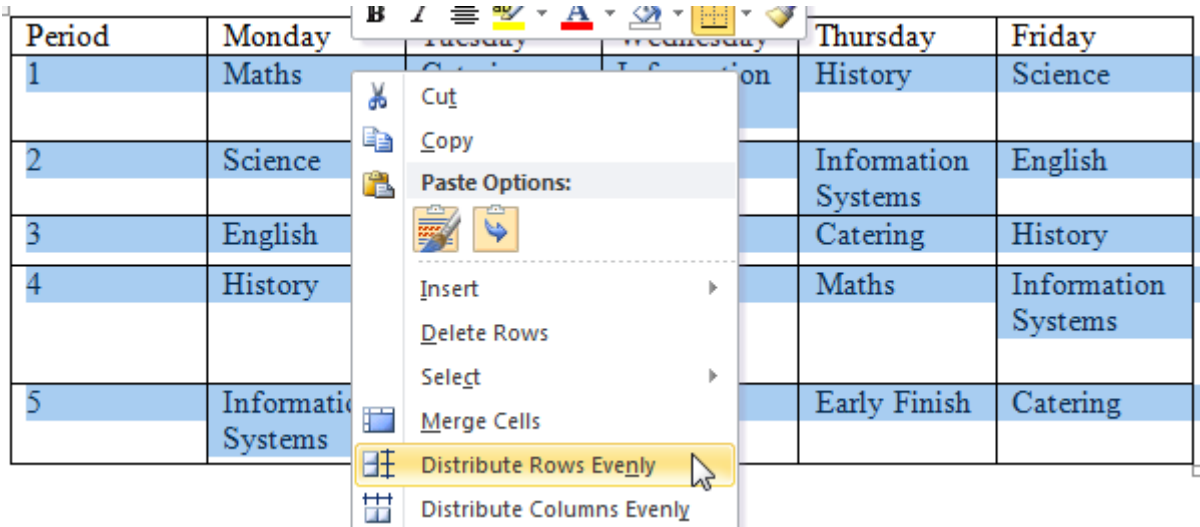 B I A
Period Monday Thursday Friday
1 Maths History Science
2 Science Information English
Systems
3 English Catering History
4 History Maths Information
Systems
5 Early Finish Catering
Systems
Cut
Copy
Paste Options:
Insert
Delete Rows
Select
Merge Cells
Distribute Rows Evenly
Distribute Columns Evenly